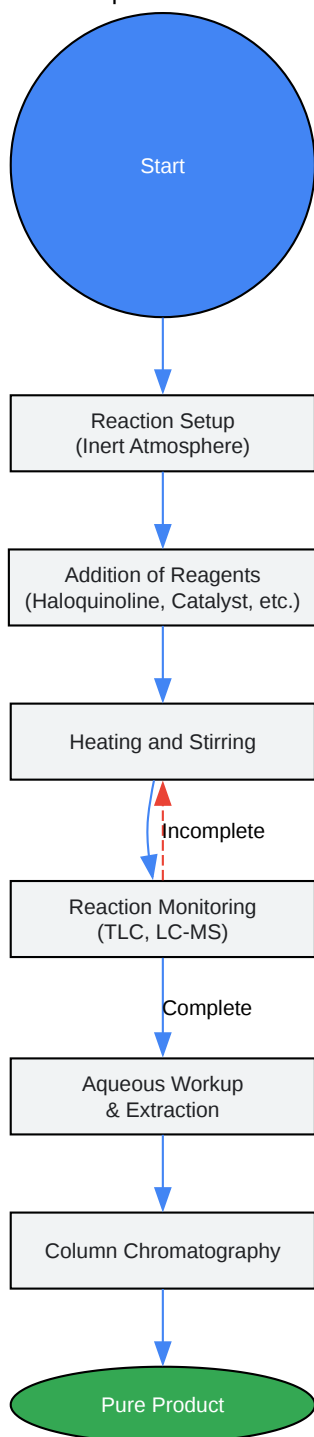 Start
Reaction Setup
(Inert Atmosphere)
Addition of Reagents
(Haloquinoline, Catalyst, etc.)
Heating and Stirring
Incomplete
Reaction Monitoring
(TLC, LC-MS)
Complete
Aqueous Workup
& Extraction
Column Chromatography
Pure Product